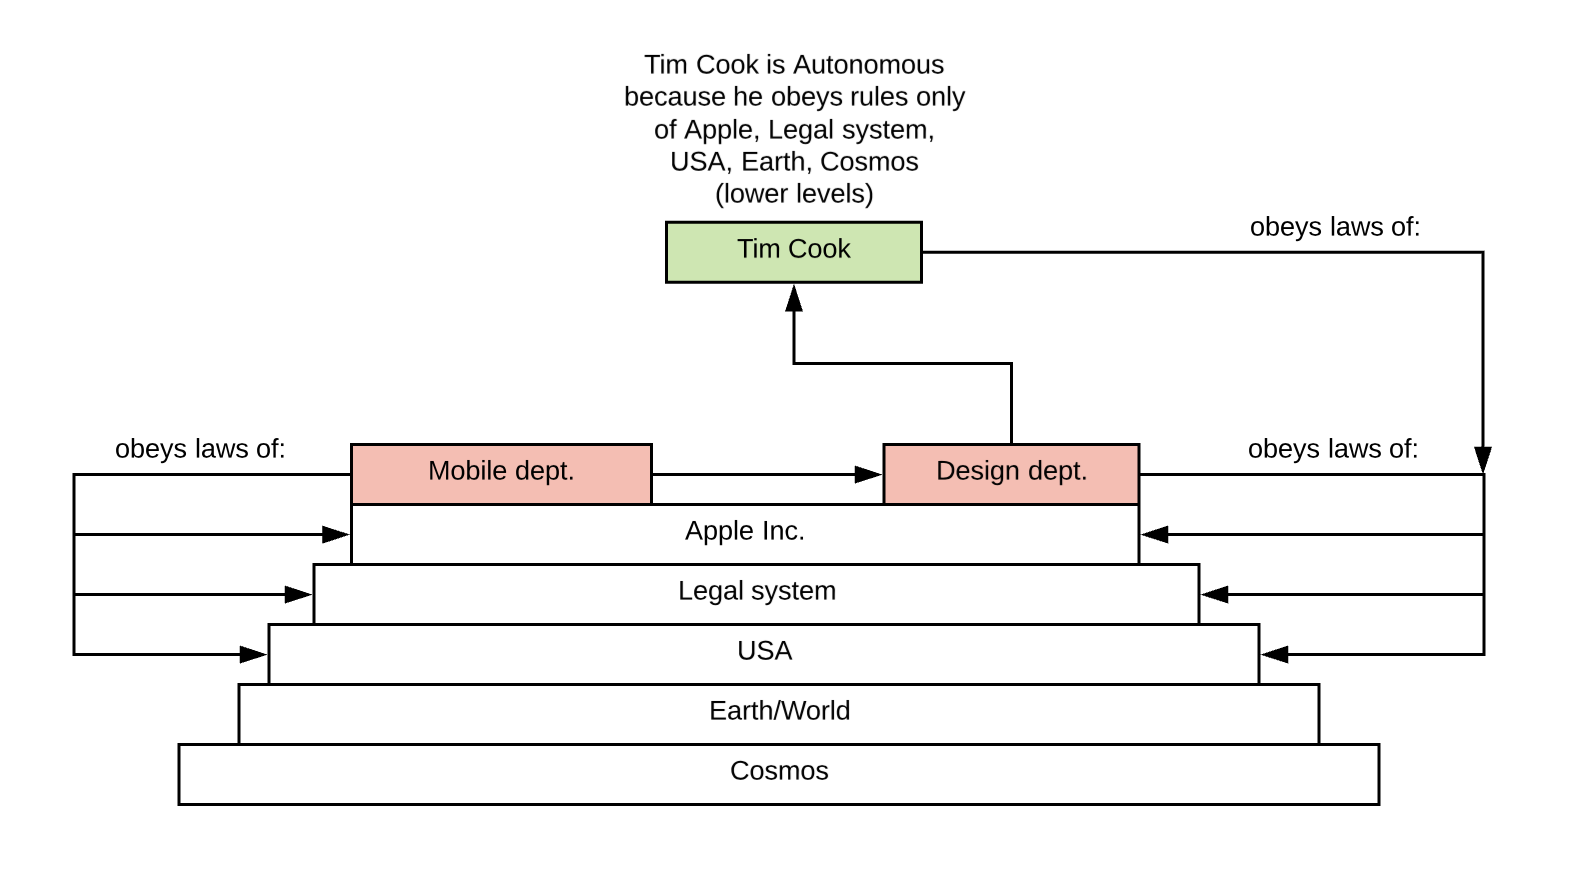 Tim Cook is Autonomous
because he obeys rules only
of Apple, Legal system,
USA, Earth, Cosmos
(lower levels)
obeys laws of:
Tim Cook
obeys laws of:
obeys laws of:
Mobile dept.
Design dept.
Apple Inc.
Legal system
USA
Earth/World
Cosmos